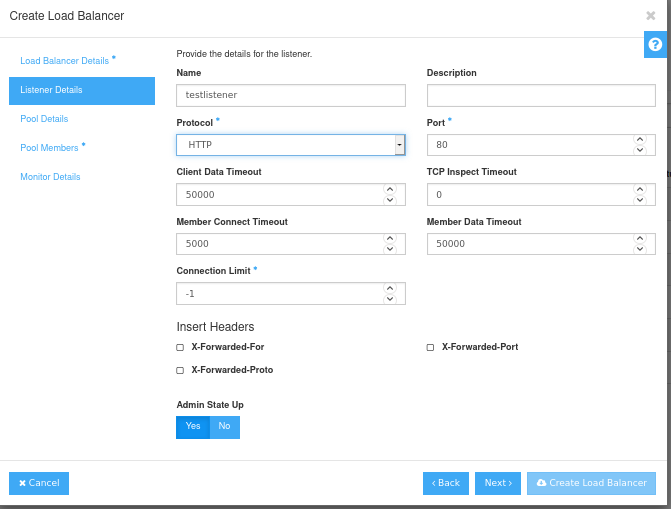 Create Load Balancer
Load Balancer Details *
Listener Details
Pool Details
Pool Members *
Monitor Details
Provide the details for the listener.
Name
testlistener
Description
Protocol *
HTTP
Port *
80
Client Data Timeout
50000
TCP Inspect Timeout
0
Member Connect Timeout
5000
Member Data Timeout
50000
Connection Limit *
-1
Insert Headers
X-Forwarded-For
X-Forwarded-Port
X-Forwarded-Proto
Admin State Up
Yes No
× Cancel
‹ Back Next › Create Load Balancer